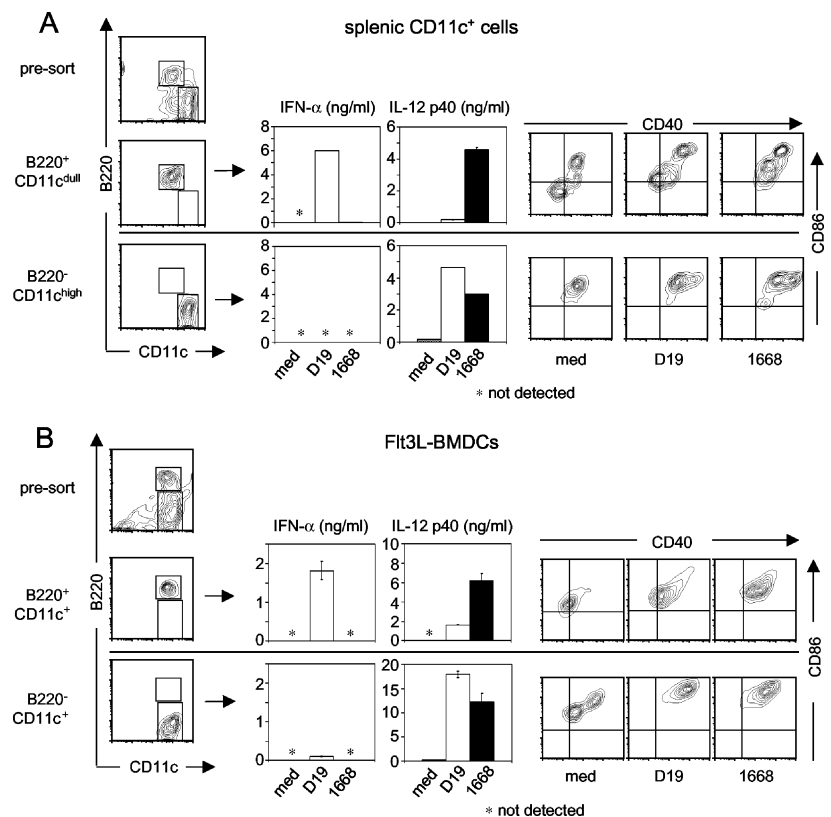 A
splenic CD11c⁺ cells
pre-sort
IFN-α (ng/ml)
IL-12 p40 (ng/ml)
CD40
B220⁺
CD11cᵈᵘˡˡ
B220
8
6
4
2
0
*
6
4
2
0
CD86
B220⁻
CD11cʰⁱᵍʰ
8
6
4
2
0
* * *
6
4
2
0
CD11c
med D19 1668
med D19 1668
med D19 1668
* not detected
B
Flt3L-BMDCs
pre-sort
IFN-α (ng/ml)
IL-12 p40 (ng/ml)
CD40
B220⁺
CD11c⁺
B220
2
1
0
* *
10
8
6
4
2
0
*
CD86
B220⁻
CD11c⁺
2
1
0
* *
20
15
10
5
0
CD11c
med D19 1668
med D19 1668
med D19 1668
* not detected